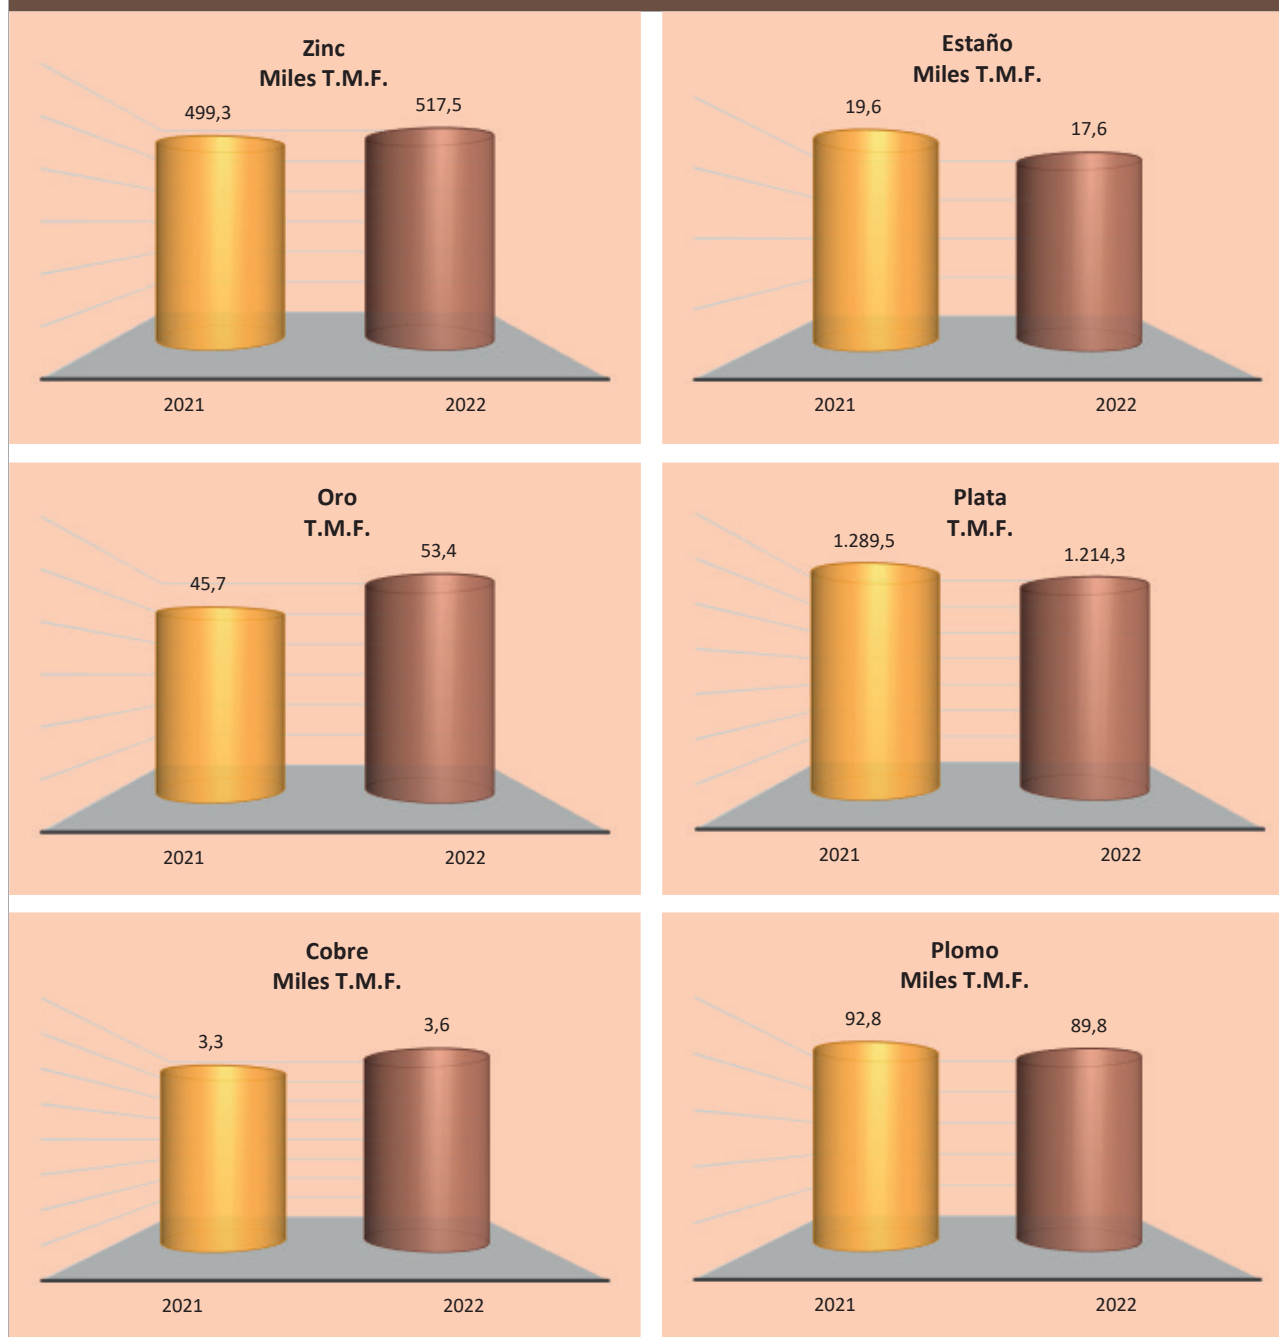 Zinc
Miles T.M.F.
499,3
517,5
2021
2022
Estaño
Miles T.M.F.
19,6
17,6
2021
2022
Oro
T.M.F.
45,7
53,4
2021
2022
Plata
T.M.F.
1.289,5
1.214,3
2021
2022
Cobre
Miles T.M.F.
3,3
3,6
2021
2022
Plomo
Miles T.M.F.
92,8
89,8
2021
2022